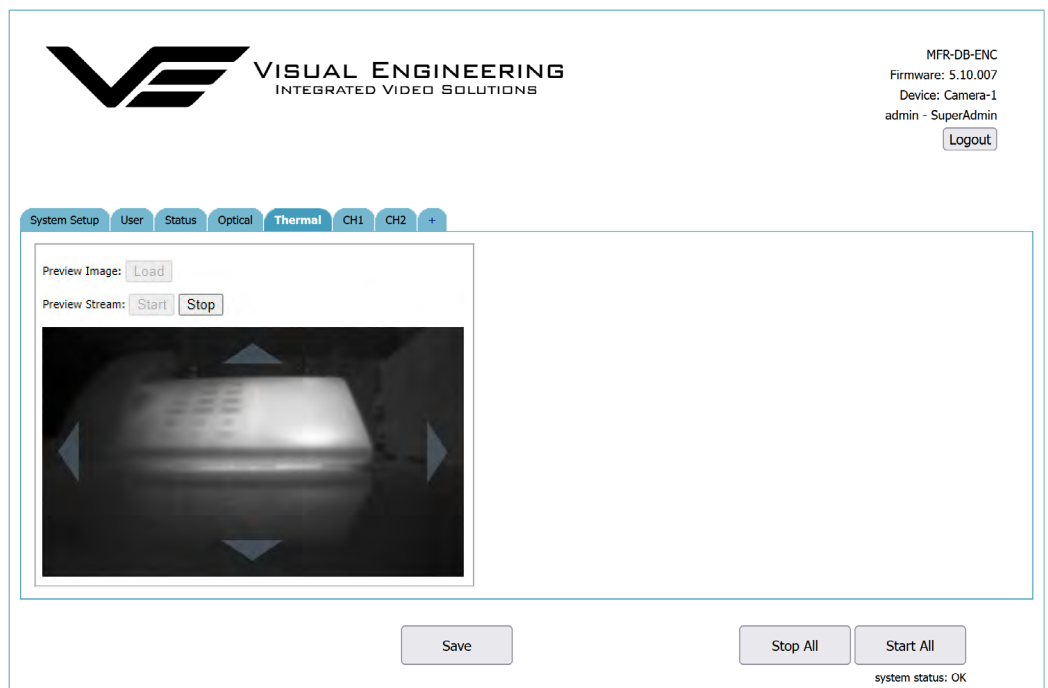 VISUAL ENGINEERING
INTEGRATED VIDEO SOLUTIONS
MFR-DB-ENC
Firmware: 5.10.007
Device: Camera-1
admin - SuperAdmin
Logout
System Setup User Status Optical Thermal CH1 CH2 +
Preview Image: Load
Preview Stream: Start Stop
Save Stop All Start All
system status: OK